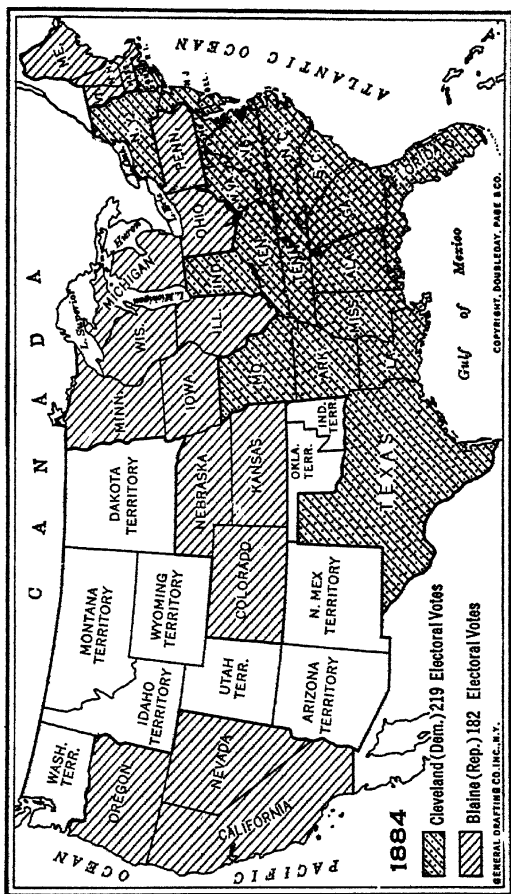 CANADA
WASH. TERR.
MONTANA TERRITORY
DAKOTA TERRITORY
MINN.
WIS.
MICHIGAN
L. Superior
L. Michigan
Huron
ME.
OREGON
IDAHO TERRITORY
WYOMING TERRITORY
NEBRASKA
IOWA
ILL.
IND.
OHIO
PENN.
N.Y.
NEVADA
UTAH TERR.
COLORADO
KANSAS
MO.
KEN.
W.VA.
VA.
DEL.
N.J.
CALIFORNIA
ARIZONA TERRITORY
N. MEX TERRITORY
OKLA. TERR.
IND. TERR.
ARK.
TENN.
N.C.
S.C.
TEXAS
LA.
MISS.
ALA.
GA.
FLORIDA
PACIFIC OCEAN
ATLANTIC OCEAN
Gulf of Mexico
1884
Cleveland (Dem.) 219 Electoral Votes
Blaine (Rep.) 182 Electoral Votes
GENERAL DRAFTING CO. INC., N.Y.
COPYRIGHT, DOUBLEDAY, PAGE & CO.